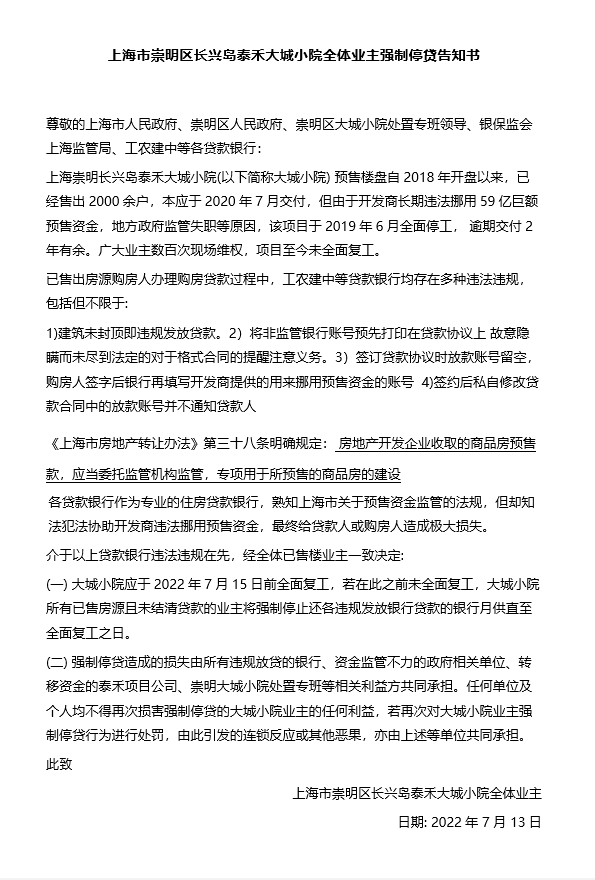 上海市崇明区长兴岛泰禾大城小院全体业主强制停贷告知书
尊敬的上海市人民政府、崇明区人民政府、崇明区大城小院处置专班领导、银保监会
上海监管局、工农建中等各贷款银行：
上海崇明长兴岛泰禾大城小院(以下简称大城小院) 预售楼盘自 2018 年开盘以来，已
经售出 2000 余户，本应于 2020 年 7 月交付，但由于开发商长期违法挪用 59 亿巨额
预售资金，地方政府监管失职等原因，该项目于 2019 年 6 月全面停工， 逾期交付 2
年有余。广大业主数百次现场维权，项目至今未全面复工。
已售出房源购房人办理购房贷款过程中，工农建中等贷款银行均存在多种违法违规，
包括但不限于:
1)建筑未封顶即违规发放贷款。2）将非监管银行账号预先打印在贷款协议上 故意隐
瞒而未尽到法定的对于格式合同的提醒注意义务。3）签订贷款协议时放款账号留空，
购房人签字后银行再填写开发商提供的用来挪用预售资金的账号 4)签约后私自修改贷
款合同中的放款账号并不通知贷款人
《上海市房地产转让办法》第三十八条明确规定： 房地产开发企业收取的商品房预售
款，应当委托监管机构监管，专项用于所预售的商品房的建设
各贷款银行作为专业的住房贷款银行，熟知上海市关于预售资金监管的法规，但却知
法犯法协助开发商违法挪用预售资金，最终给贷款人或购房人造成极大损失。
介于以上贷款银行违法违规在先，经全体已售楼业主一致决定:
(一) 大城小院应于 2022 年 7 月 15 日前全面复工，若在此之前未全面复工，大城小院
所有已售房源且未结清贷款的业主将强制停止还各违规发放银行贷款的银行月供直至
全面复工之日。
(二) 强制停贷造成的损失由所有违规放贷的银行、资金监管不力的政府相关单位、转
移资金的泰禾项目公司、崇明大城小院处置专班等相关利益方共同承担。任何单位及
个人均不得再次损害强制停贷的大城小院业主的任何利益，若再次对大城小院业主强
制停贷行为进行处罚，由此引发的连锁反应或其他恶果，亦由上述等单位共同承担。
此致
上海市崇明区长兴岛泰禾大城小院全体业主
日期: 2022 年 7 月 13 日